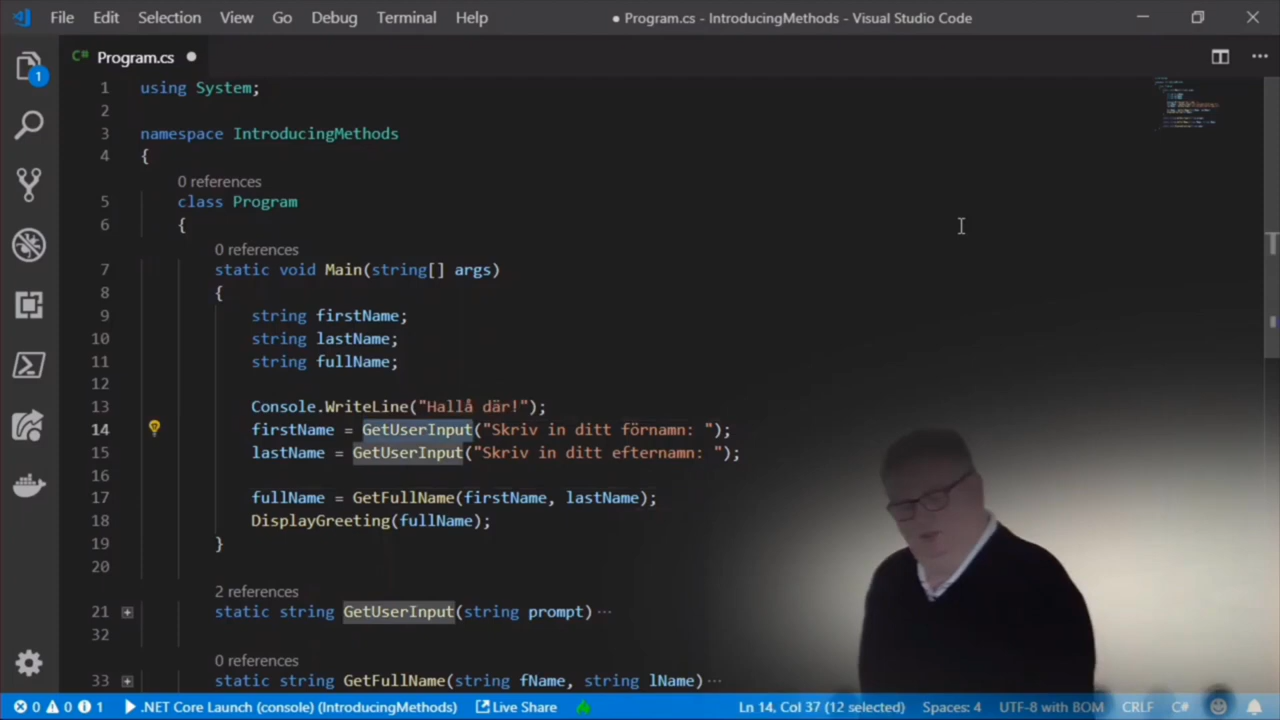 File Edit Selection View Go Debug Terminal Help
● Program.cs - IntroducingMethods - Visual Studio Code
C# Program.cs ●
1
1 using System;
2
3 namespace IntroducingMethods
4 {
0 references
5 class Program
6 {
0 references
7 static void Main(string[] args)
8 {
9 string firstName;
10 string lastName;
11 string fullName;
12
13 Console.WriteLine("Hallå där!");
14 firstName = GetUserInput("Skriv in ditt förnamn: ");
15 lastName = GetUserInput("Skriv in ditt efternamn: ");
16
17 fullName = GetFullName(firstName, lastName);
18 DisplayGreeting(fullName);
19 }
20
2 references
21 static string GetUserInput(string prompt)···
32
0 references
33 static string GetFullName(string fName, string lName)···
0 0 1 .NET Core Launch (console) (IntroducingMethods) Live Share Ln 14, Col 37 (12 selected) Spaces: 4 UTF-8 with BOM CRLF C#